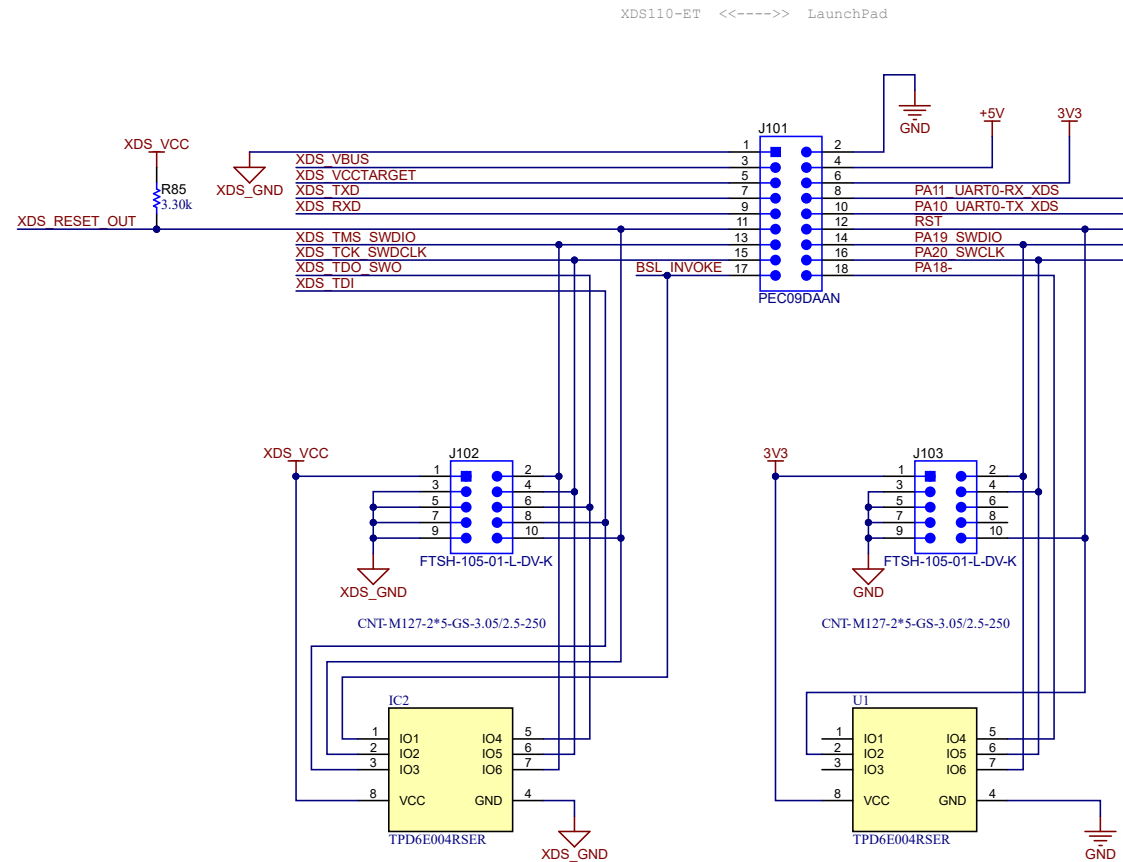 XDS110-ET <<---->> LaunchPad
+5V 3V3
GND
J101
XDS_VCC
1 2
XDS_VBUS 3 4
XDS_VCCTARGET 5 6
XDS_GND R85 XDS_TXD 7 8 PA11_UART0-RX_XDS
3.30k XDS_RXD 9 10 PA10_UART0-TX_XDS
XDS_RESET_OUT 11 12 RST
XDS_TMS_SWDIO 13 14 PA19_SWDIO
XDS_TCK_SWDCLK 15 16 PA20_SWCLK
XDS_TDO_SWO BSL_INVOKE 17 18 PA18-
XDS_TDI
PEC09DAAN
XDS_VCC J102 3V3 J103
1 2 1 2
3 4 3 4
5 6 5 6
7 8 7 8
9 10 9 10
FTSH-105-01-L-DV-K FTSH-105-01-L-DV-K
XDS_GND GND
CNT-M127-2*5-GS-3.05/2.5-250 CNT-M127-2*5-GS-3.05/2.5-250
IC2 U1
1 IO1 IO4 5 1 IO1 IO4 5
2 IO2 IO5 6 2 IO2 IO5 6
3 IO3 IO6 7 3 IO3 IO6 7
8 VCC GND 4 8 VCC GND 4
TPD6E004RSER TPD6E004RSER
XDS_GND GND